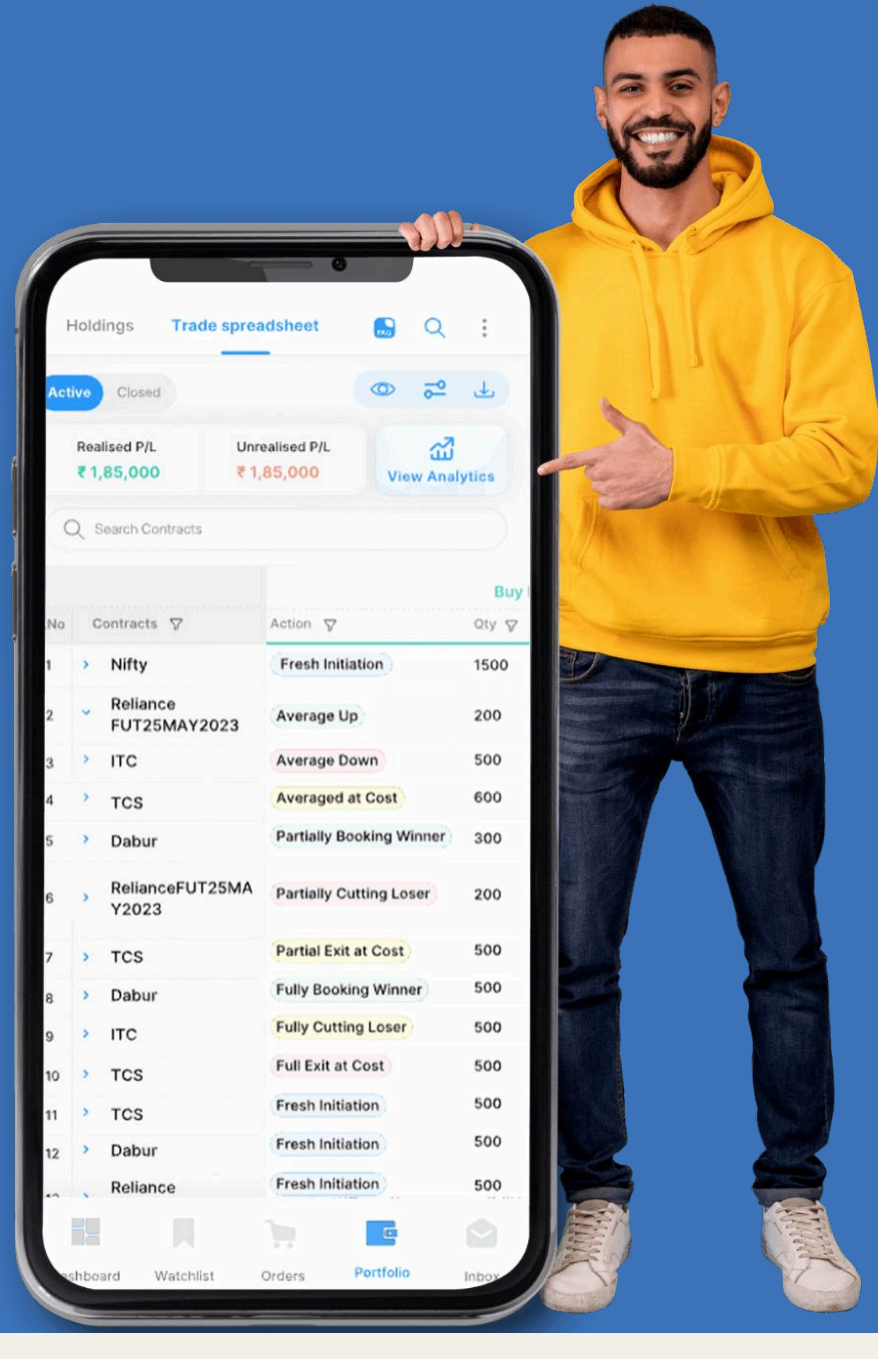 Holdings Trade spreadsheet FAQ
Active Closed
Realised P/L Unrealised P/L
₹ 1,85,000 ₹ 1,85,000 View Analytics
Search Contracts
Buy
.No Contracts Action Qty
1 Nifty Fresh Initiation 1500
2 Reliance
FUT25MAY2023 Average Up 200
3 ITC Average Down 500
4 TCS Averaged at Cost 600
5 Dabur Partially Booking Winner 300
6 RelianceFUT25MA
Y2023 Partially Cutting Loser 200
7 TCS Partial Exit at Cost 500
8 Dabur Fully Booking Winner 500
9 ITC Fully Cutting Loser 500
10 TCS Full Exit at Cost 500
11 TCS Fresh Initiation 500
12 Dabur Fresh Initiation 500
Reliance Fresh Initiation 500
shboard Watchlist Orders Portfolio Inbox